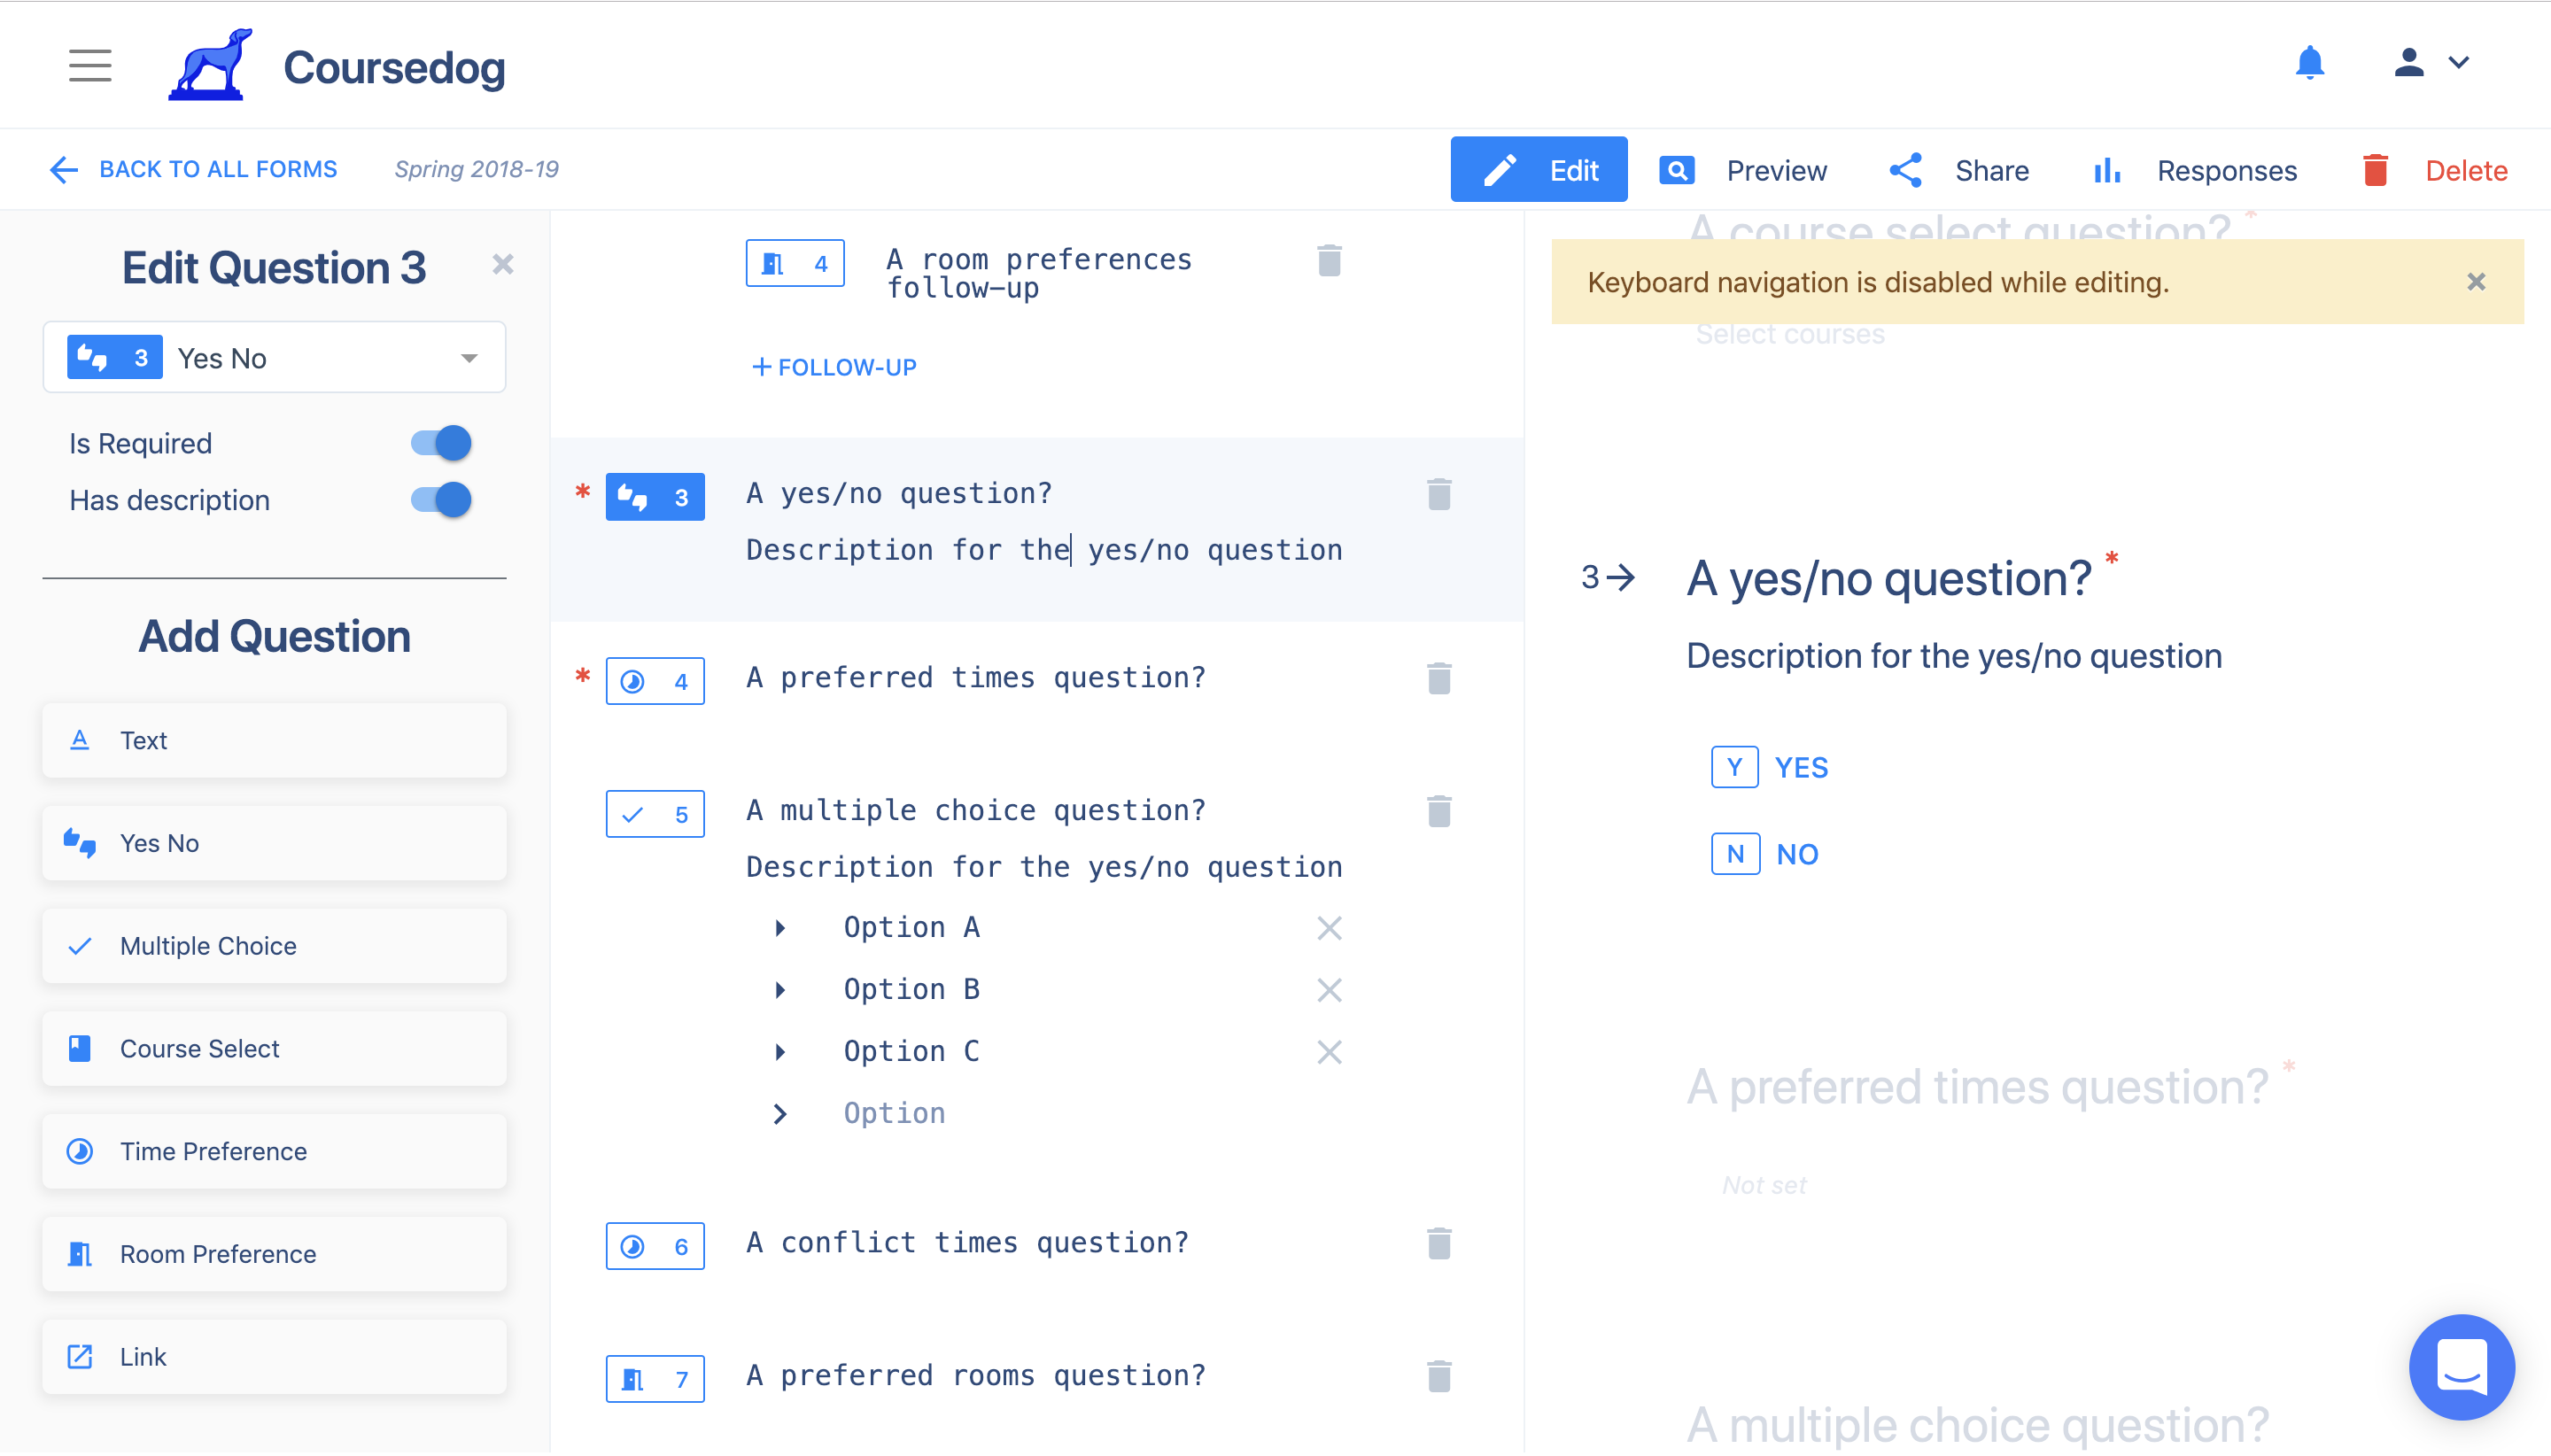 Coursedog
BACK TO ALL FORMS
Spring 2018-19
Edit
Preview
Share
Responses
Delete
Edit Question 3
3 Yes No
Is Required
Has description
Add Question
Text
Yes No
Multiple Choice
Course Select
Time Preference
Room Preference
Link
4 A room preferences
follow-up
+ FOLLOW-UP
* 3 A yes/no question?
Description for the yes/no question
* 4 A preferred times question?
5 A multiple choice question?
Description for the yes/no question
Option A
Option B
Option C
Option
6 A conflict times question?
7 A preferred rooms question?
A course select question? *
Keyboard navigation is disabled while editing.
Select courses
3 → A yes/no question? *
Description for the yes/no question
Y YES
N NO
A preferred times question? *
Not set
A multiple choice question?